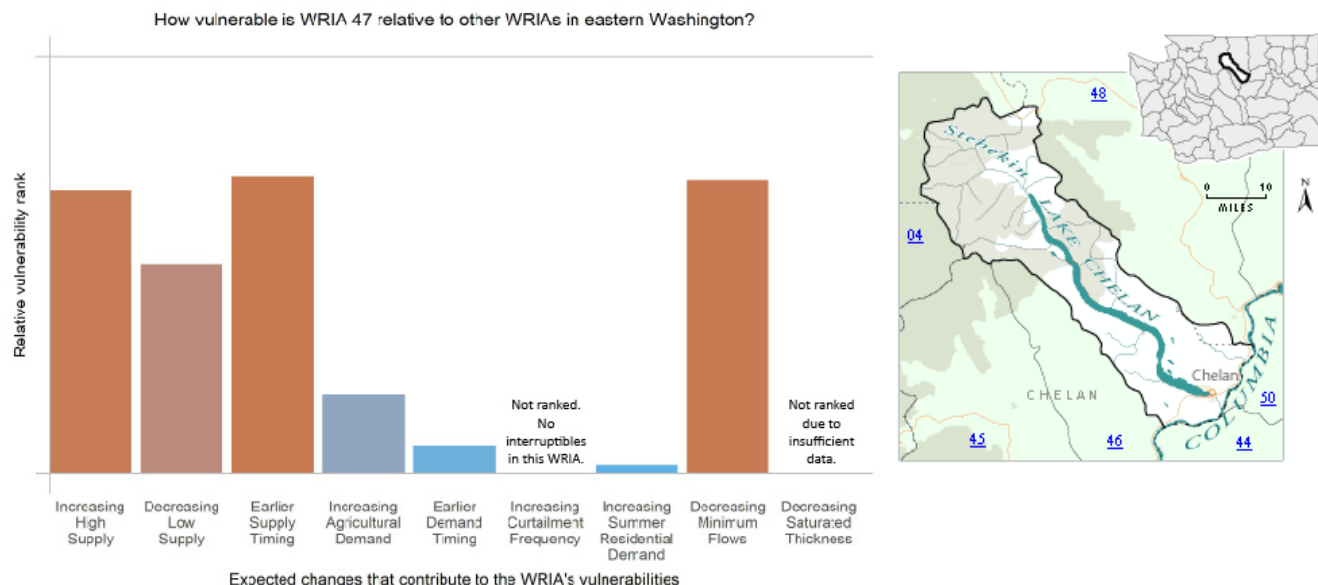 How vulnerable is WRIA 47 relative to other WRIAs in eastern Washington?
Relative vulnerability rank
Not ranked.
No
interruptibles
in this WRIA.
Not ranked
due to
insufficient
data.
Increasing
High
Supply
Decreasing
Low
Supply
Earlier
Supply
Timing
Increasing
Agricultural
Demand
Earlier
Demand
Timing
Increasing
Curtailment
Frequency
Increasing
Summer
Residential
Demand
Decreasing
Minimum
Flows
Decreasing
Saturated
Thickness
Expected changes that contribute to the WRIA's vulnerabilities
48
Stehekin
0 10
MILES
N
04
LAKE CHELAN
Chelan
CHELAN
COLUMBIA
50
45
46
44